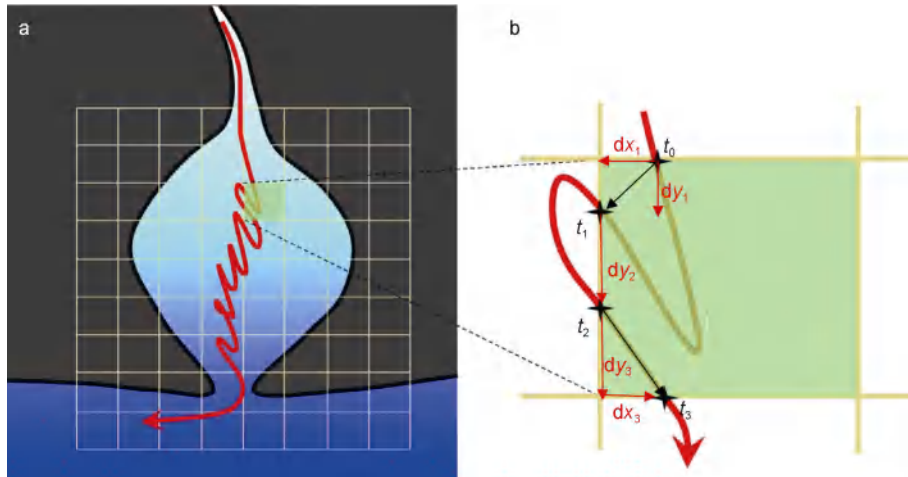 a
b
dx₁
t₀
dy₁
t₁
dy₂
t₂
dy₃
t₃
dx₃